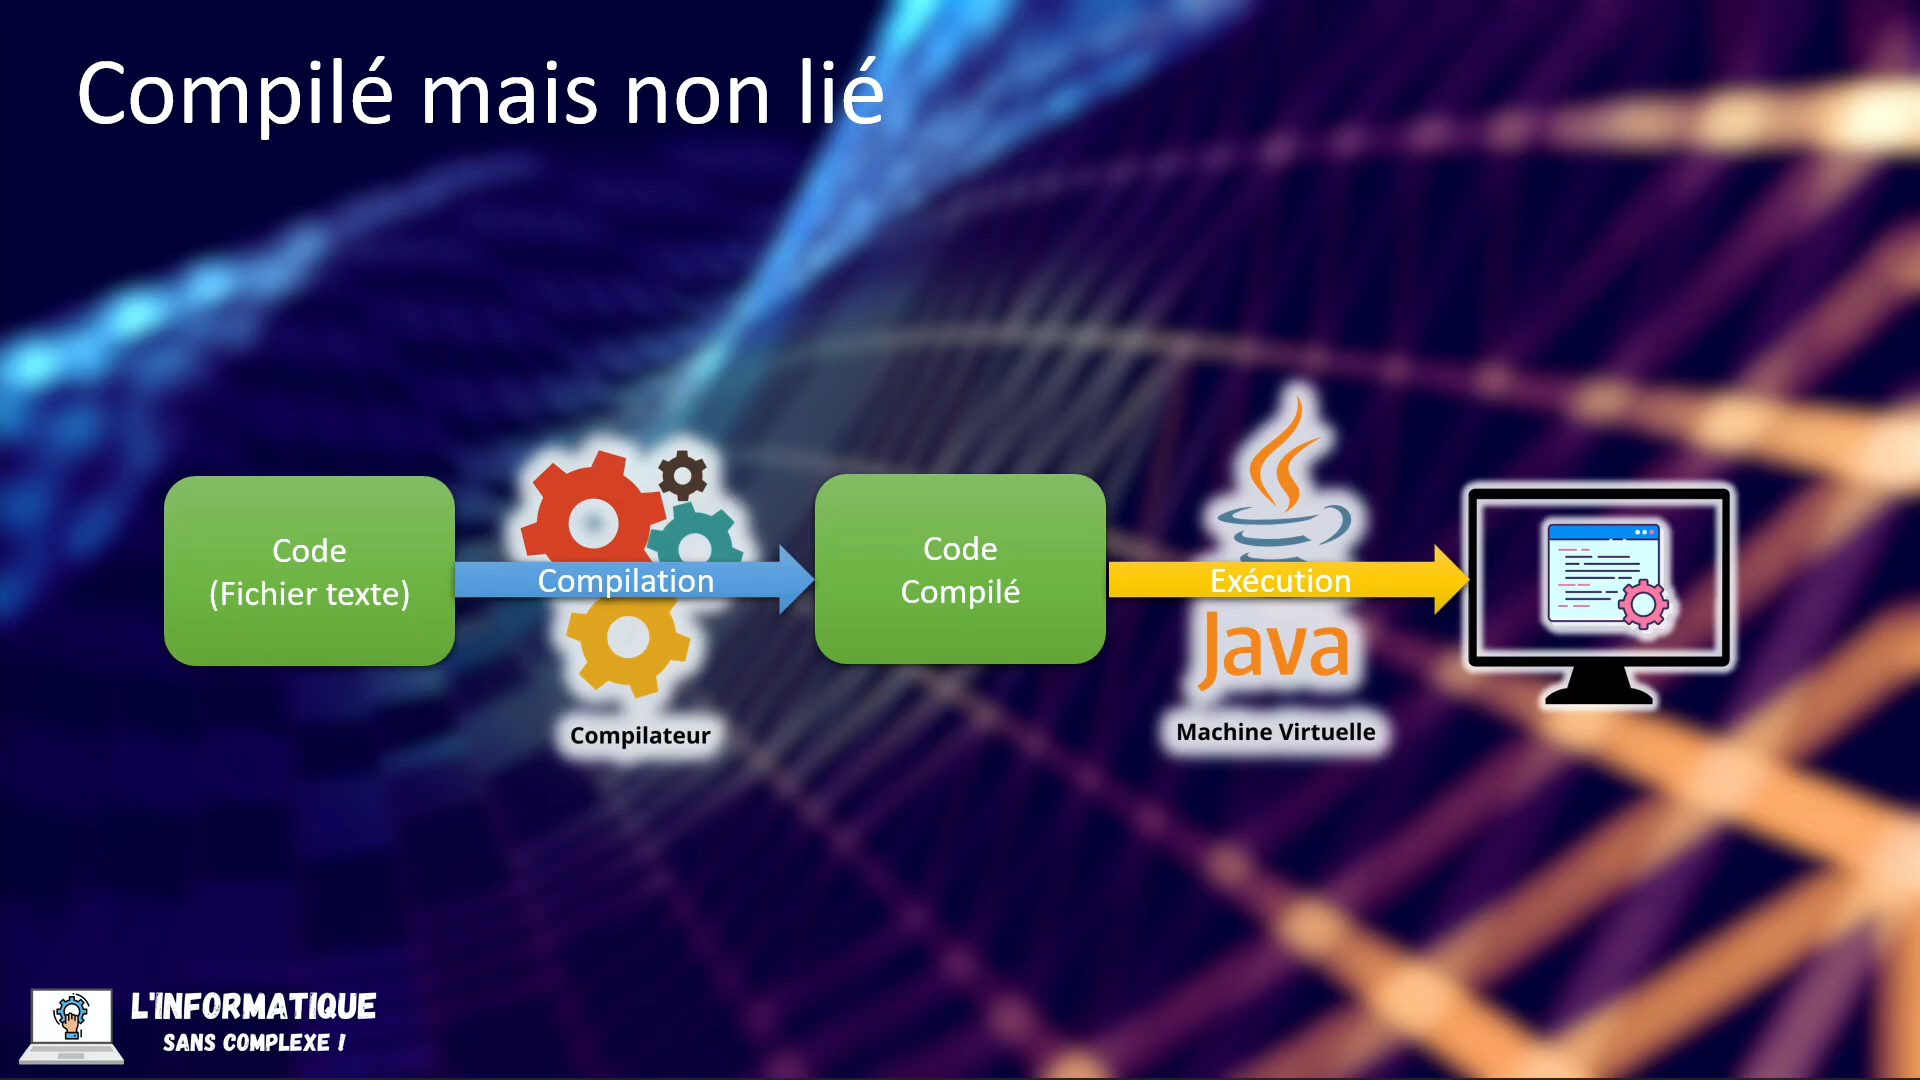 Compilé mais non lié
Code
(Fichier texte)
Compilation
Compilateur
Code
Compilé
Exécution
Java
Machine Virtuelle
L'INFORMATIQUE
SANS COMPLEXE !